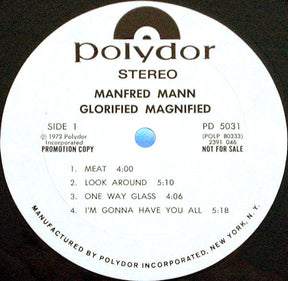 polydor
STEREO
MANFRED MANN
GLORIFIED MAGNIFIED
SIDE 1
PD 5031
℗ 1972 Polydor
Incorporated
PROMOTION COPY
(POLP 80333)
2391 046
NOT FOR SALE
1. MEAT 4:00
2. LOOK AROUND 5:10
3. ONE WAY GLASS 4:06
4. I'M GONNA HAVE YOU ALL 5:18
MANUFACTURED BY POLYDOR INCORPORATED, NEW YORK, N.Y.